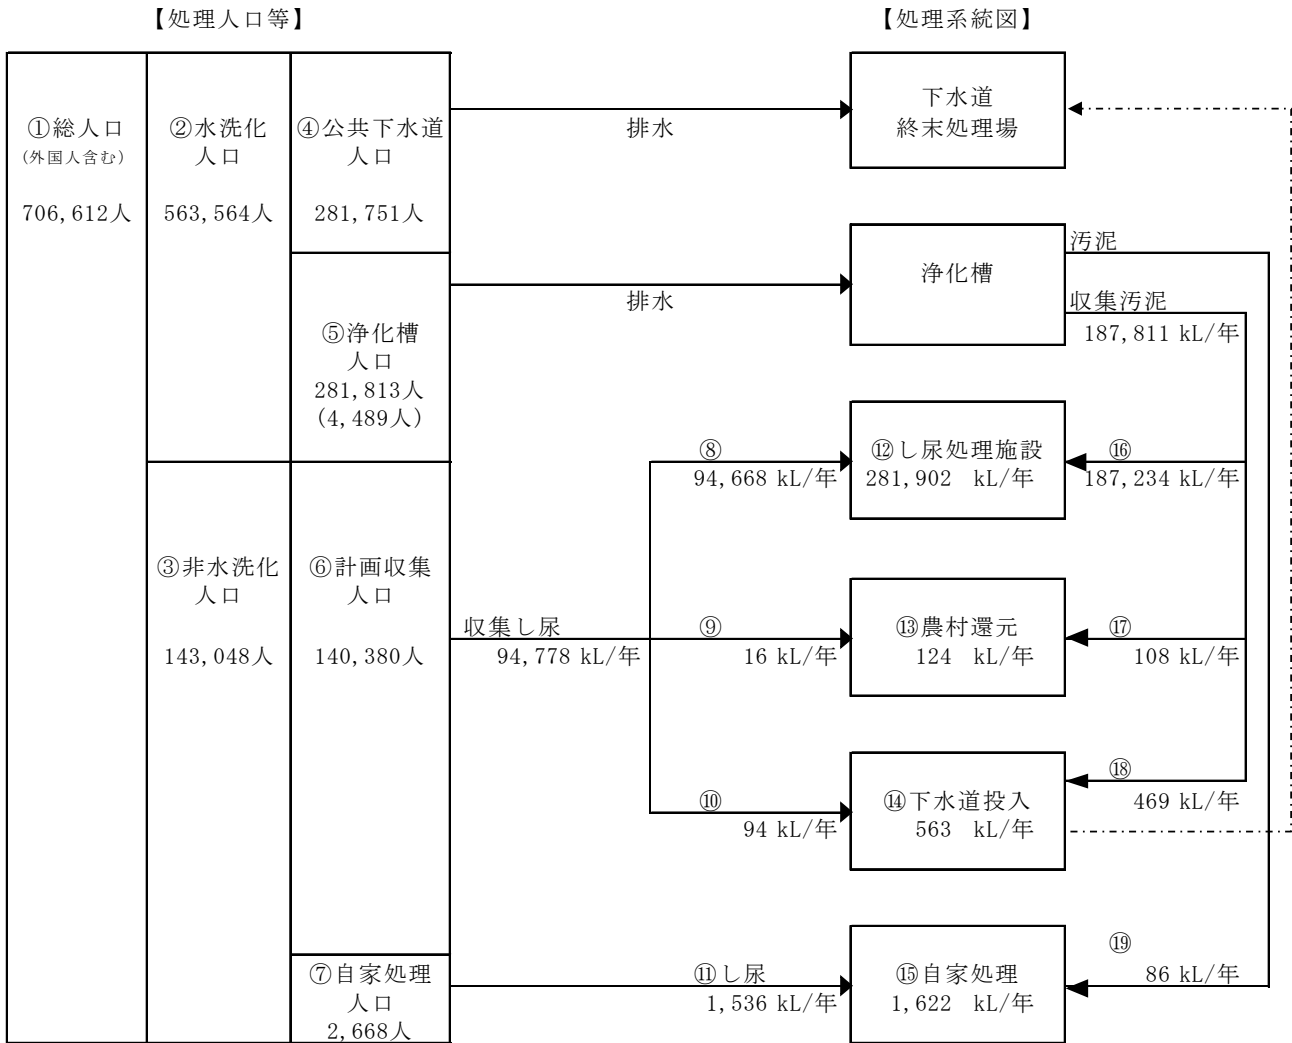 【処理人口等】
【処理系統図】
①総人口
(外国人含む)
706,612人
②水洗化
人口
563,564人
④公共下水道
人口
281,751人
⑤浄化槽
人口
281,813人
(4,489人)
③非水洗化
人口
143,048人
⑥計画収集
人口
140,380人
⑦自家処理
人口
2,668人
排水
下水道
終末処理場
排水
浄化槽
汚泥
収集汚泥
187,811 kL/年
収集し尿
94,778 kL/年
⑧
94,668 kL/年
⑫し尿処理施設
281,902 kL/年
⑯
187,234 kL/年
⑨
16 kL/年
⑬農村還元
124 kL/年
⑰
108 kL/年
⑩
94 kL/年
⑭下水道投入
563 kL/年
⑱
469 kL/年
⑪し尿
1,536 kL/年
⑮自家処理
1,622 kL/年
⑲
86 kL/年